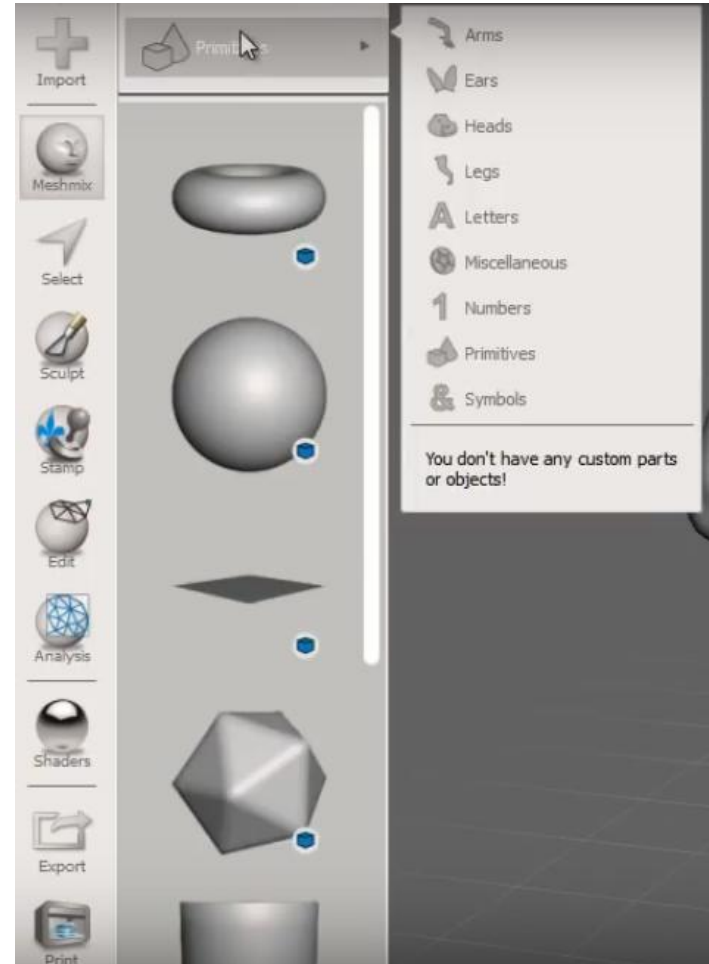 Import
Meshmix
Select
Sculpt
Stamp
Edit
Analysis
Shaders
Export
Print
Primitives
Arms
Ears
Heads
Legs
Letters
Miscellaneous
Numbers
Primitives
Symbols
You don't have any custom parts
or objects!